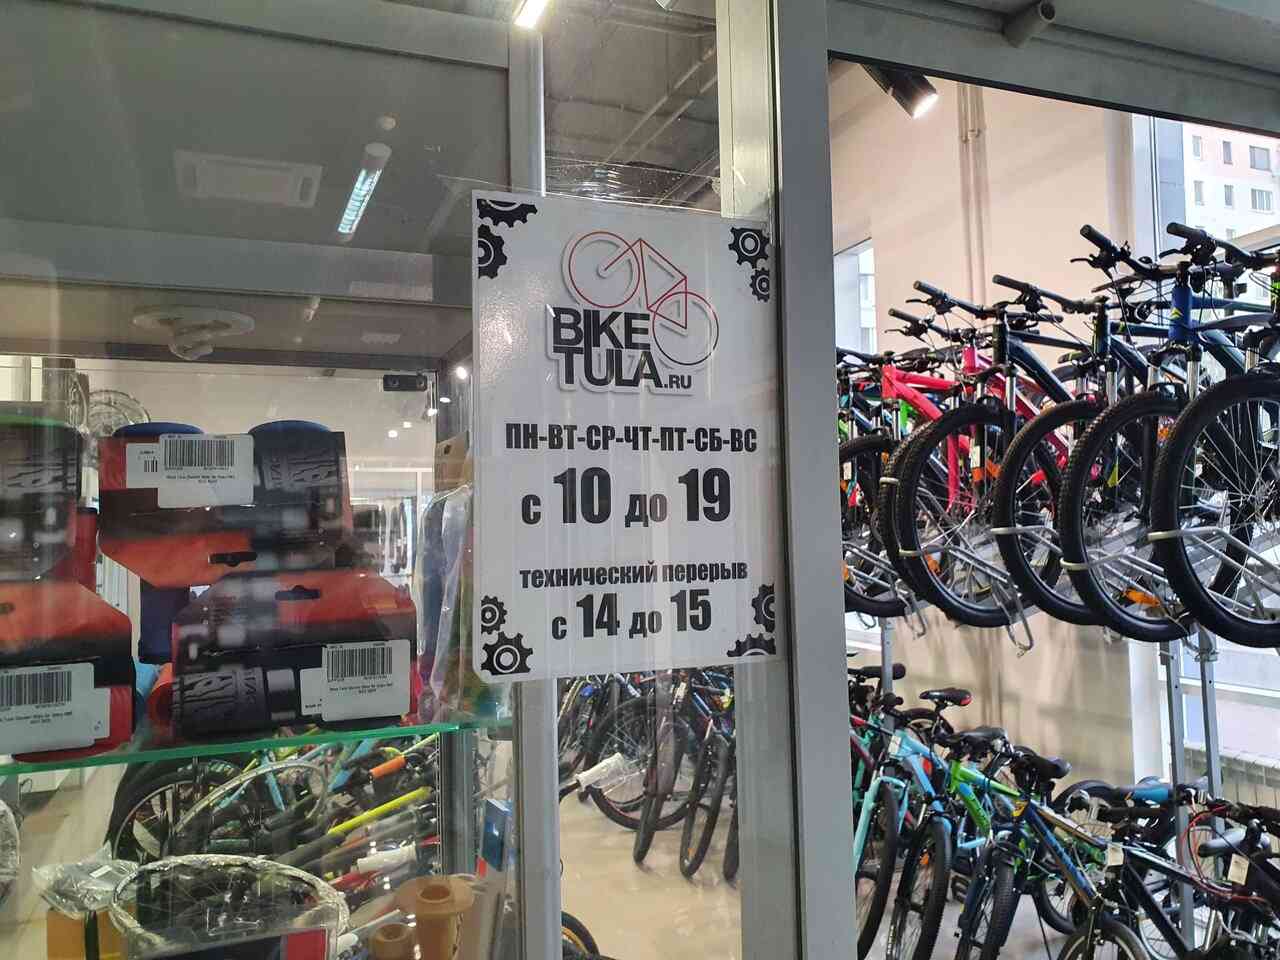 BIKE
TULA.RU
ПН-ВТ-СР-ЧТ-ПТ-СБ-ВС
с 10 до 19
технический перерыв
с 14 до 15